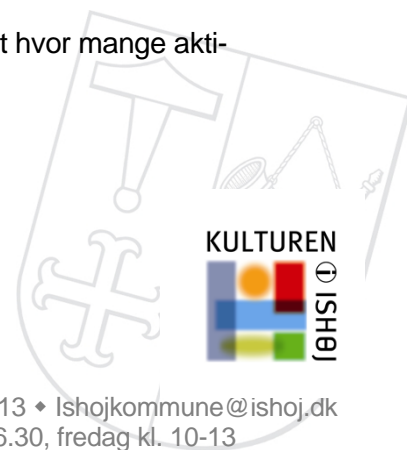 t hvor mange akti-
KULTUREN
i ISHØJ
13 ◆ Ishojkommune@ishoj.dk
6.30, fredag kl. 10-13